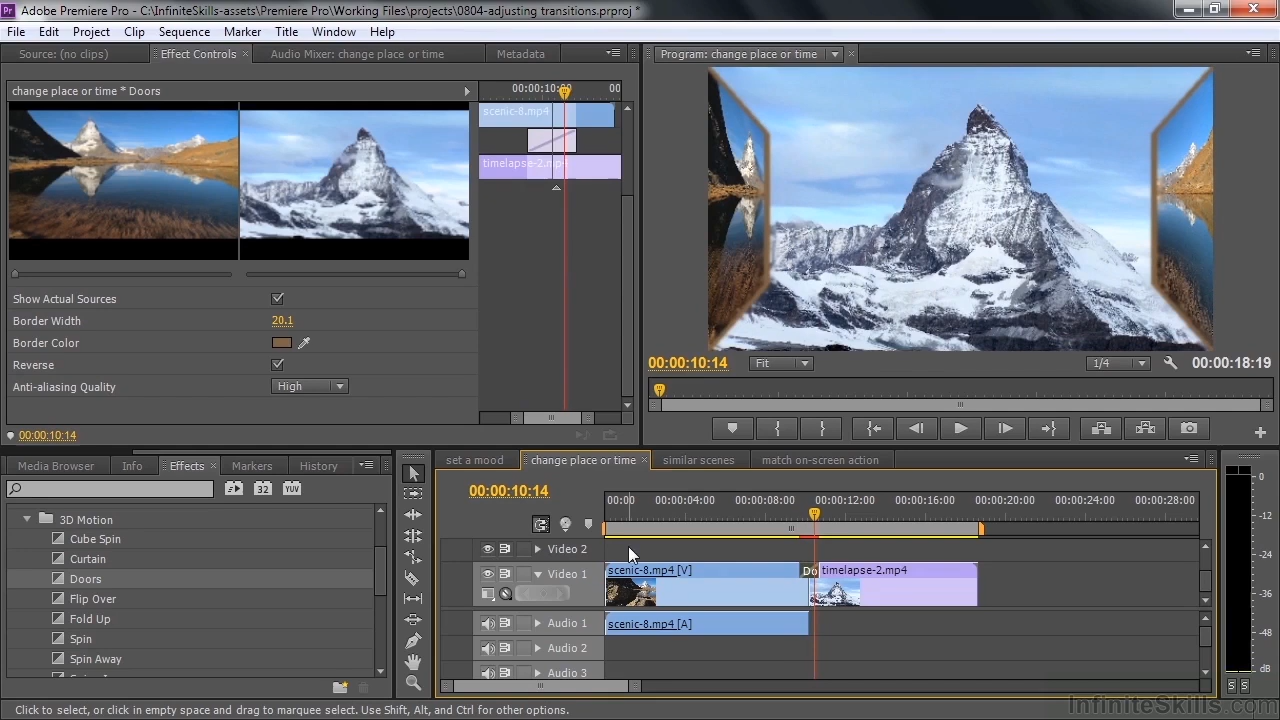 Pr Adobe Premiere Pro - C:\InfiniteSkills-assets\Premiere Pro\Working Files\projects\0804-adjusting transitions.prproj *
File Edit Project Clip Sequence Marker Title Window Help
Source: (no clips) Effect Controls Audio Mixer: change place or time Metadata
Program: change place or time
change place or time * Doors
00:00:10:00 00
scenic-8.mp4
timelapse-2.mp4
Show Actual Sources
Border Width 20.1
Border Color
Reverse
Anti-aliasing Quality High
00:00:10:14
00:00:10:14 Fit 1/4 00:00:18:19
Media Browser Info Effects Markers History
32 YUV
3D Motion
Cube Spin
Curtain
Doors
Flip Over
Fold Up
Spin
Spin Away
set a mood change place or time similar scenes match on-screen action
00:00:10:14
00:00 00:00:04:00 00:00:08:00 00:00:12:00 00:00:16:00 00:00:20:00 00:00:24:00 00:00:28:00
Video 2
Video 1 scenic-8.mp4 [V] Do timelapse-2.mp4
Audio 1 scenic-8.mp4 [A]
Audio 2
Audio 3
0
-12
-24
-36
-48
dB
S S
Click to select, or click in empty space and drag to marquee select. Use Shift, Alt, and Ctrl for other options.
InfiniteSkills.com